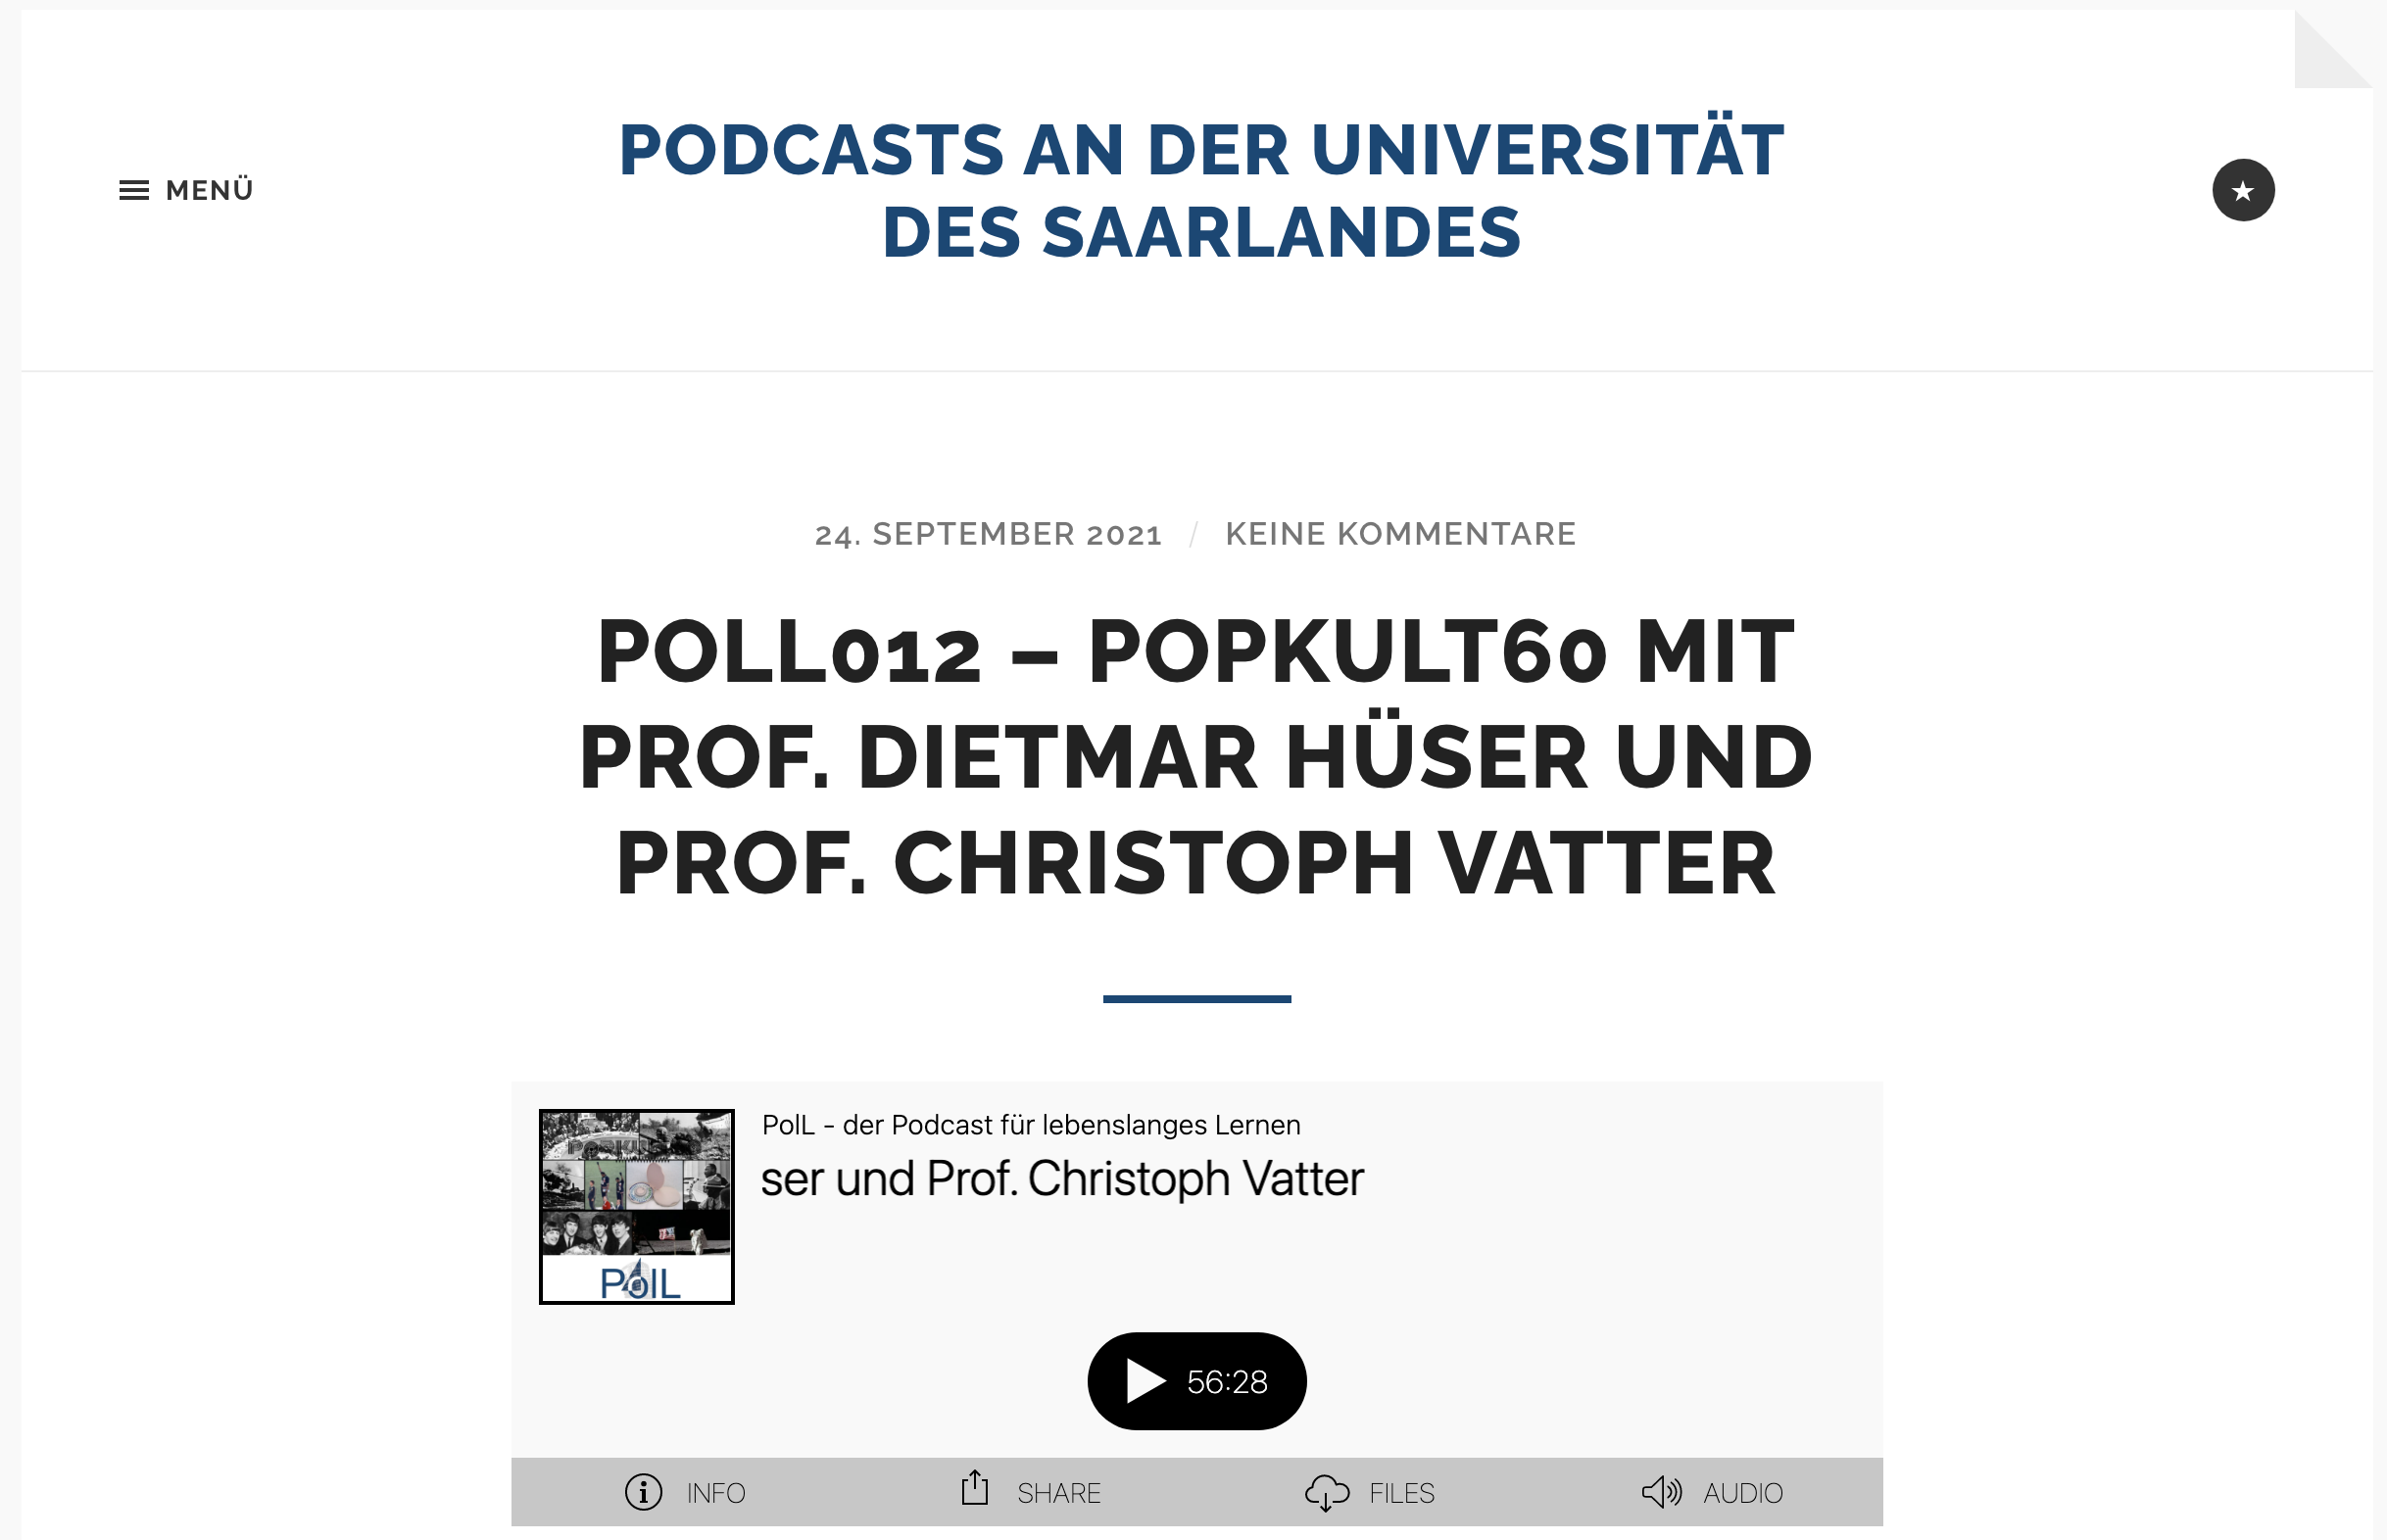 MENÜ
PODCASTS AN DER UNIVERSITÄT
DES SAARLANDES
24. SEPTEMBER 2021 / KEINE KOMMENTARE
POLL012 – POPKULT60 MIT
PROF. DIETMAR HÜSER UND
PROF. CHRISTOPH VATTER
PolL - der Podcast für lebenslanges Lernen
ser und Prof. Christoph Vatter
PolL
56:28
INFO SHARE FILES AUDIO